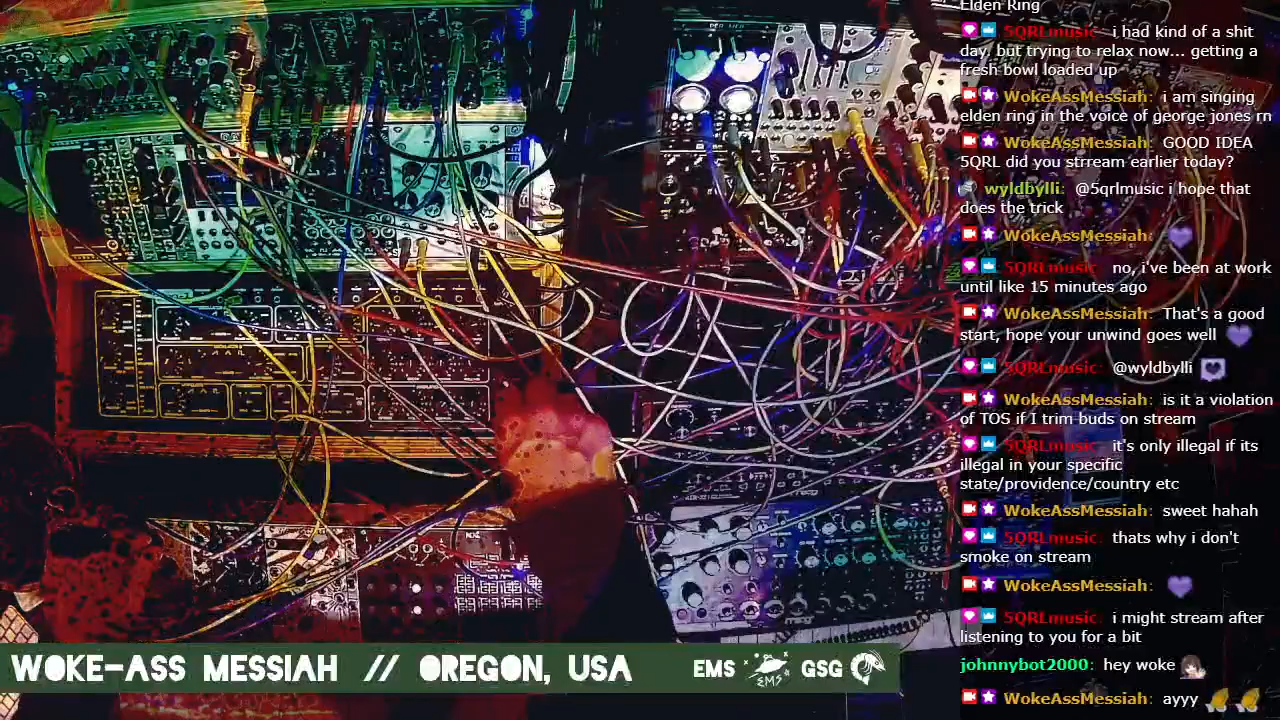 Elden Ring
5QRLmusic: i had kind of a shit
day. but trying to relax now... getting a
fresh bowl loaded up
WokeAssMessiah: i am singing
elden ring in the voice of george jones rn
WokeAssMessiah: GOOD IDEA
5QRL did you strream earlier today?
wyldbylli: @5qrlmusic i hope that
does the trick
WokeAssMessiah:
5QRLmusic: no, i've been at work
until like 15 minutes ago
WokeAssMessiah: That's a good
start, hope your unwind goes well
5QRLmusic: @wyldbylli
WokeAssMessiah: is it a violation
of TOS if I trim buds on stream
5QRLmusic: it's only illegal if its
illegal in your specific
state/providence/country etc
WokeAssMessiah: sweet hahah
5QRLmusic: thats why i don't
smoke on stream
WokeAssMessiah:
5QRLmusic: i might stream after
listening to you for a bit
johnnybot2000: hey woke
WokeAssMessiah: ayyy
WOKE-ASS MESSIAH // OREGON, USA EMS EMS GSG